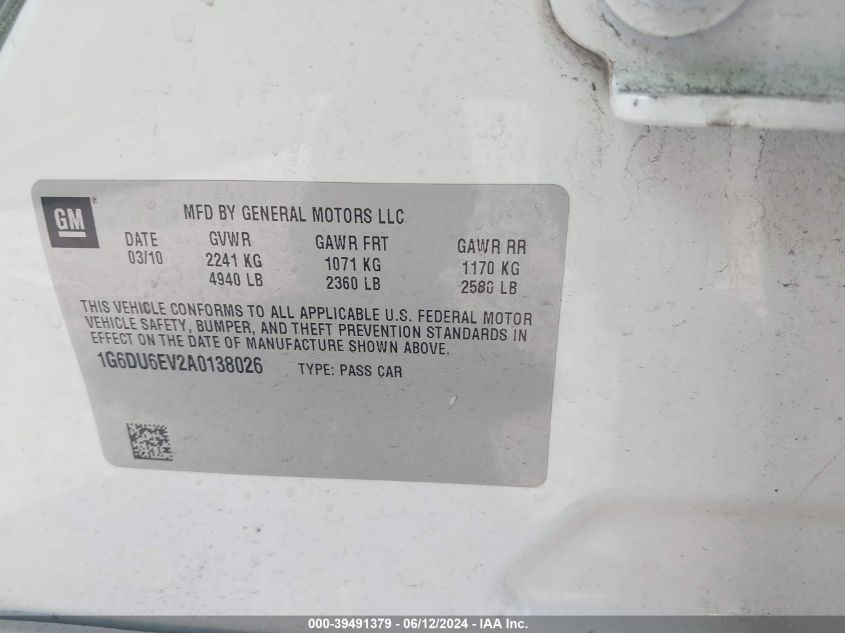 GM
MFD BY GENERAL MOTORS LLC
DATE GVWR GAWR FRT GAWR RR
03/10 2241 KG 1071 KG 1170 KG
4940 LB 2360 LB 2580 LB
THIS VEHICLE CONFORMS TO ALL APPLICABLE U.S. FEDERAL MOTOR
VEHICLE SAFETY, BUMPER, AND THEFT PREVENTION STANDARDS IN
EFFECT ON THE DATE OF MANUFACTURE SHOWN ABOVE.
1G6DU6EV2A0138026 TYPE: PASS CAR
000-39491379 - 06/12/2024 - IAA Inc.